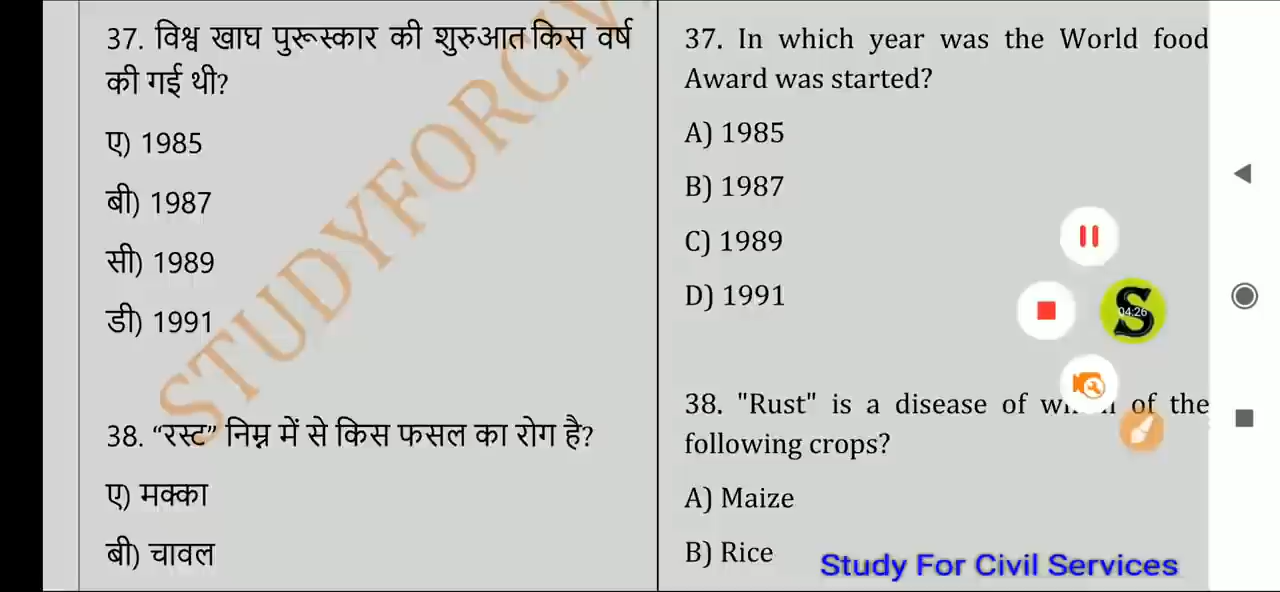 37. विश्व खाघ पुरूस्कार की शुरुआत किस वर्ष
की गई थी?
ए) 1985
बी) 1987
सी) 1989
डी) 1991
38. “रस्ट” निम्न में से किस फसल का रोग है?
ए) मक्का
बी) चावल
STUDYFORCIV
37. In which year was the World food
Award was started?
A) 1985
B) 1987
C) 1989
D) 1991
38. "Rust" is a disease of of the
following crops?
A) Maize
B) Rice
S
04:26
Study For Civil Services